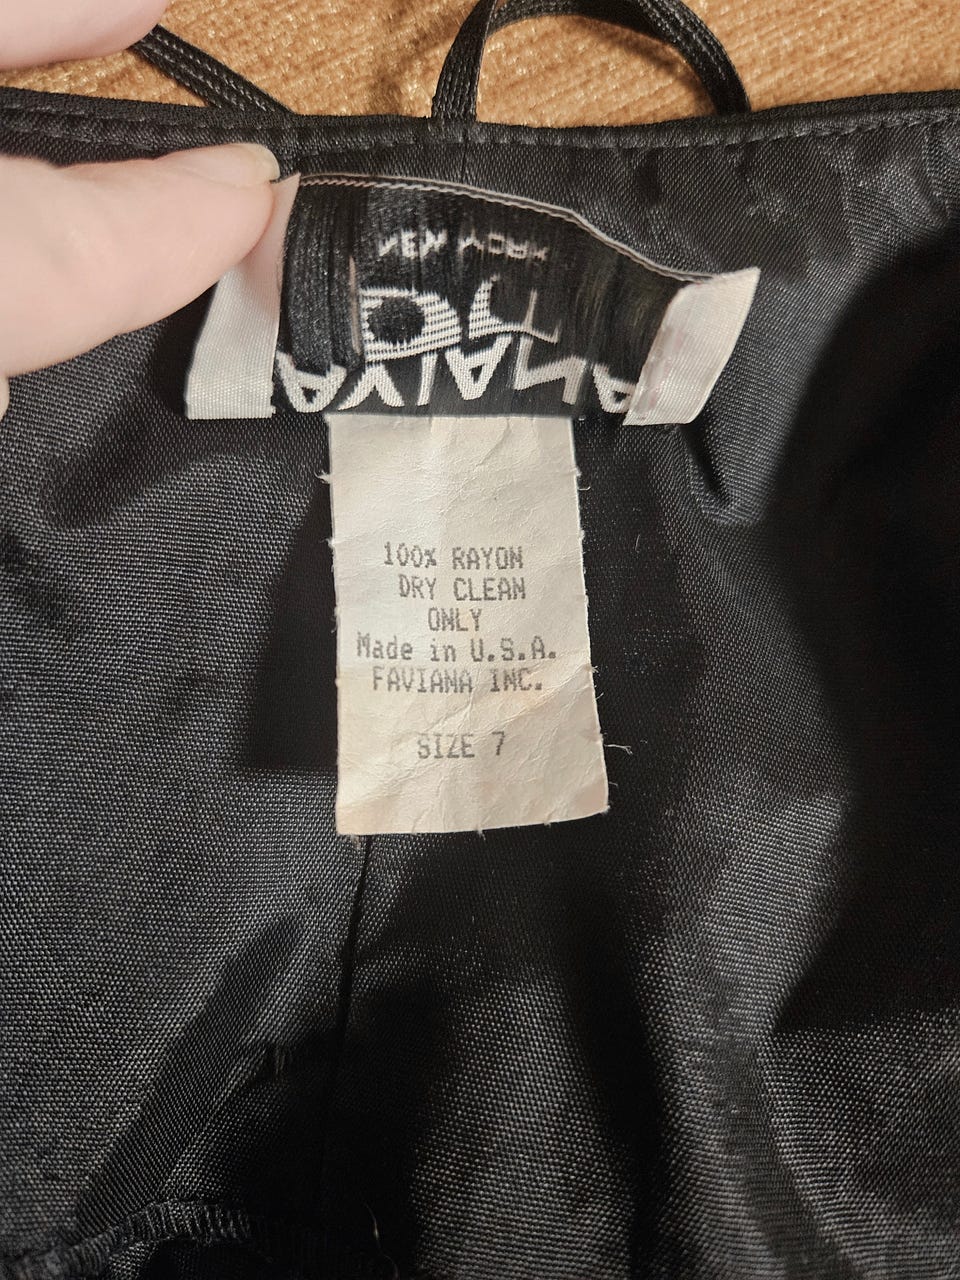 NEW YORK
FAVIANA
100% RAYON
DRY CLEAN
ONLY
Made in U.S.A.
FAVIANA INC.
SIZE 7